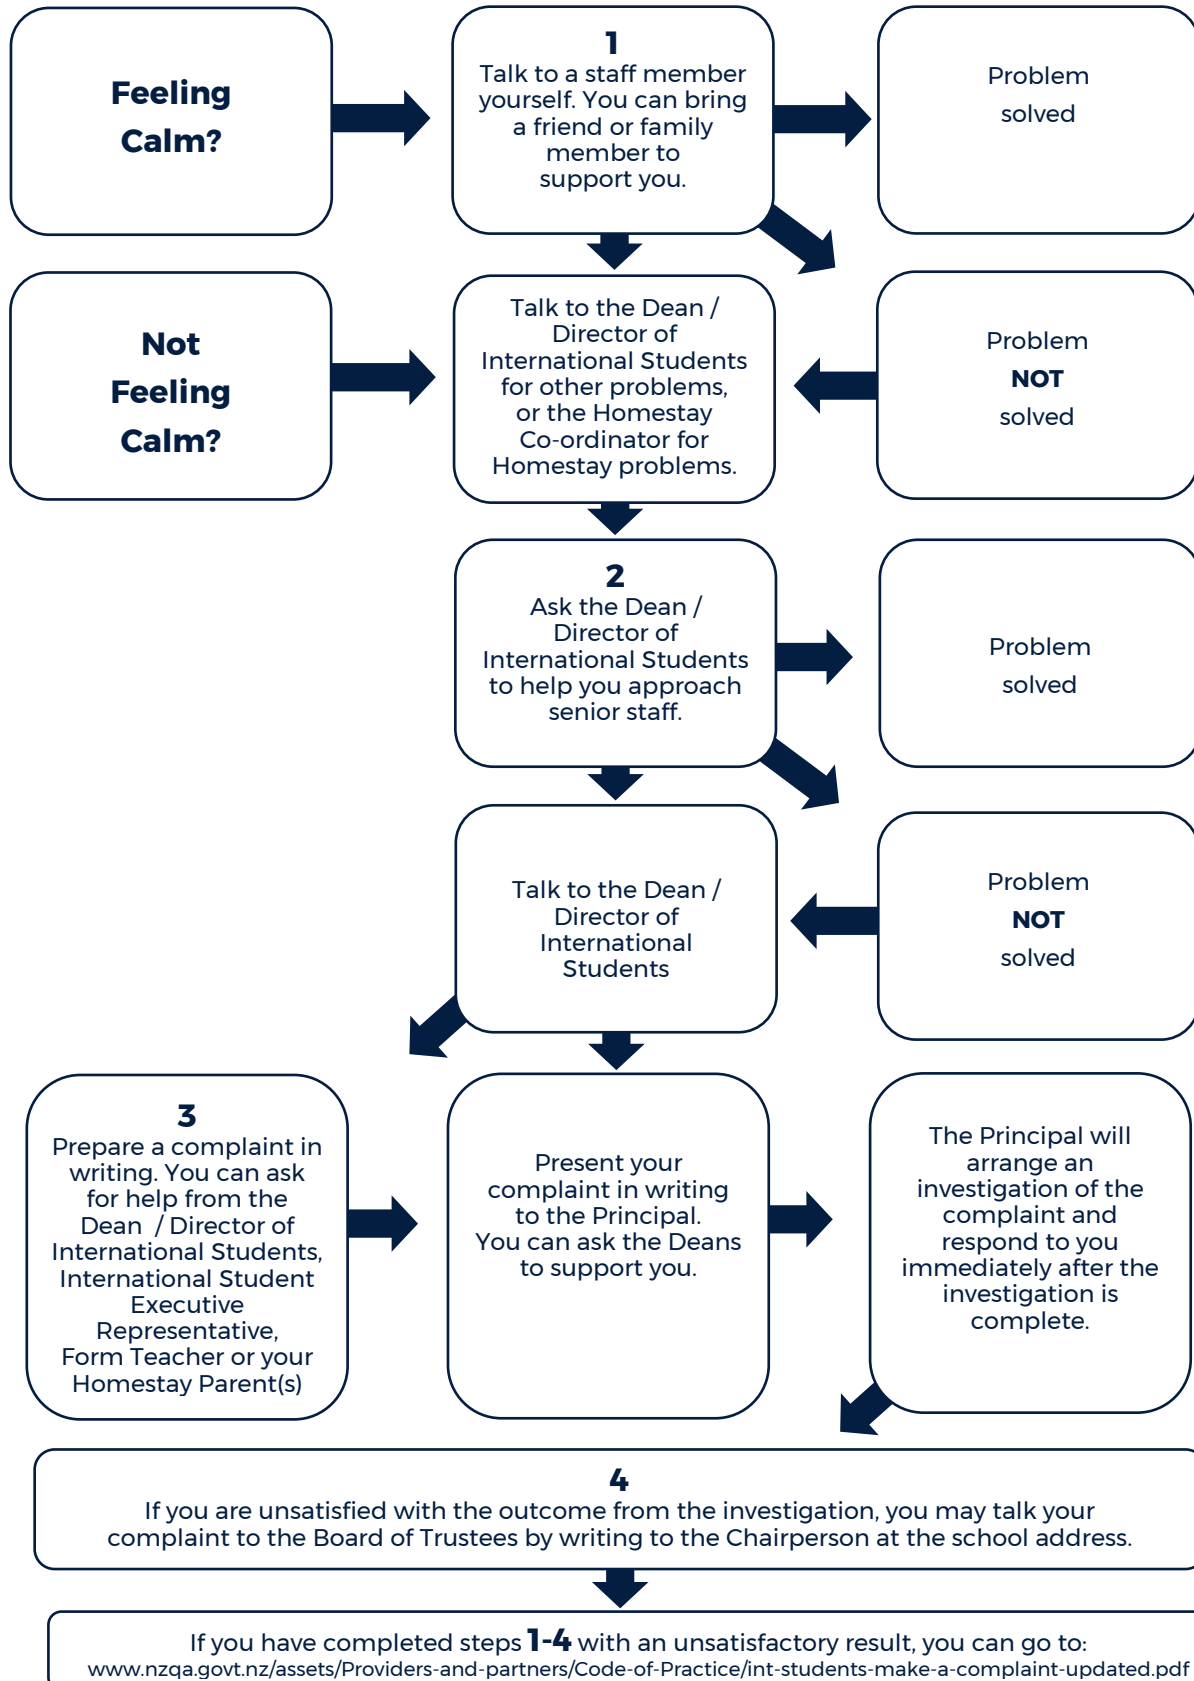 Feeling
Calm?
1
Talk to a staff member
yourself. You can bring
a friend or family
member to
support you.
Problem
solved
Not
Feeling
Calm?
Talk to the Dean /
Director of
International Students
for other problems,
or the Homestay
Co-ordinator for
Homestay problems.
Problem
NOT
solved
2
Ask the Dean /
Director of
International Students
to help you approach
senior staff.
Problem
solved
Talk to the Dean /
Director of
International
Students
Problem
NOT
solved
3
Prepare a complaint in
writing. You can ask
for help from the
Dean / Director of
International Students,
International Student
Executive
Representative,
Form Teacher or your
Homestay Parent(s)
Present your
complaint in writing
to the Principal.
You can ask the Deans
to support you.
The Principal will
arrange an
investigation of the
complaint and
respond to you
immediately after the
investigation is
complete.
4
If you are unsatisfied with the outcome from the investigation, you may talk your
complaint to the Board of Trustees by writing to the Chairperson at the school address.
If you have completed steps 1-4 with an unsatisfactory result, you can go to:
www.nzqa.govt.nz/assets/Providers-and-partners/Code-of-Practice/int-students-make-a-complaint-updated.pdf